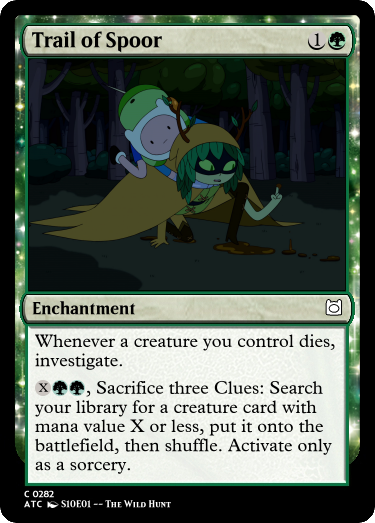 Trail of Spoor 1
Enchantment
Whenever a creature you control dies,
investigate.
X, Sacrifice three Clues: Search
your library for a creature card with
mana value X or less, put it onto the
battlefield, then shuffle. Activate only
as a sorcery.
C 0282
ATC S10E01 -- The Wild Hunt